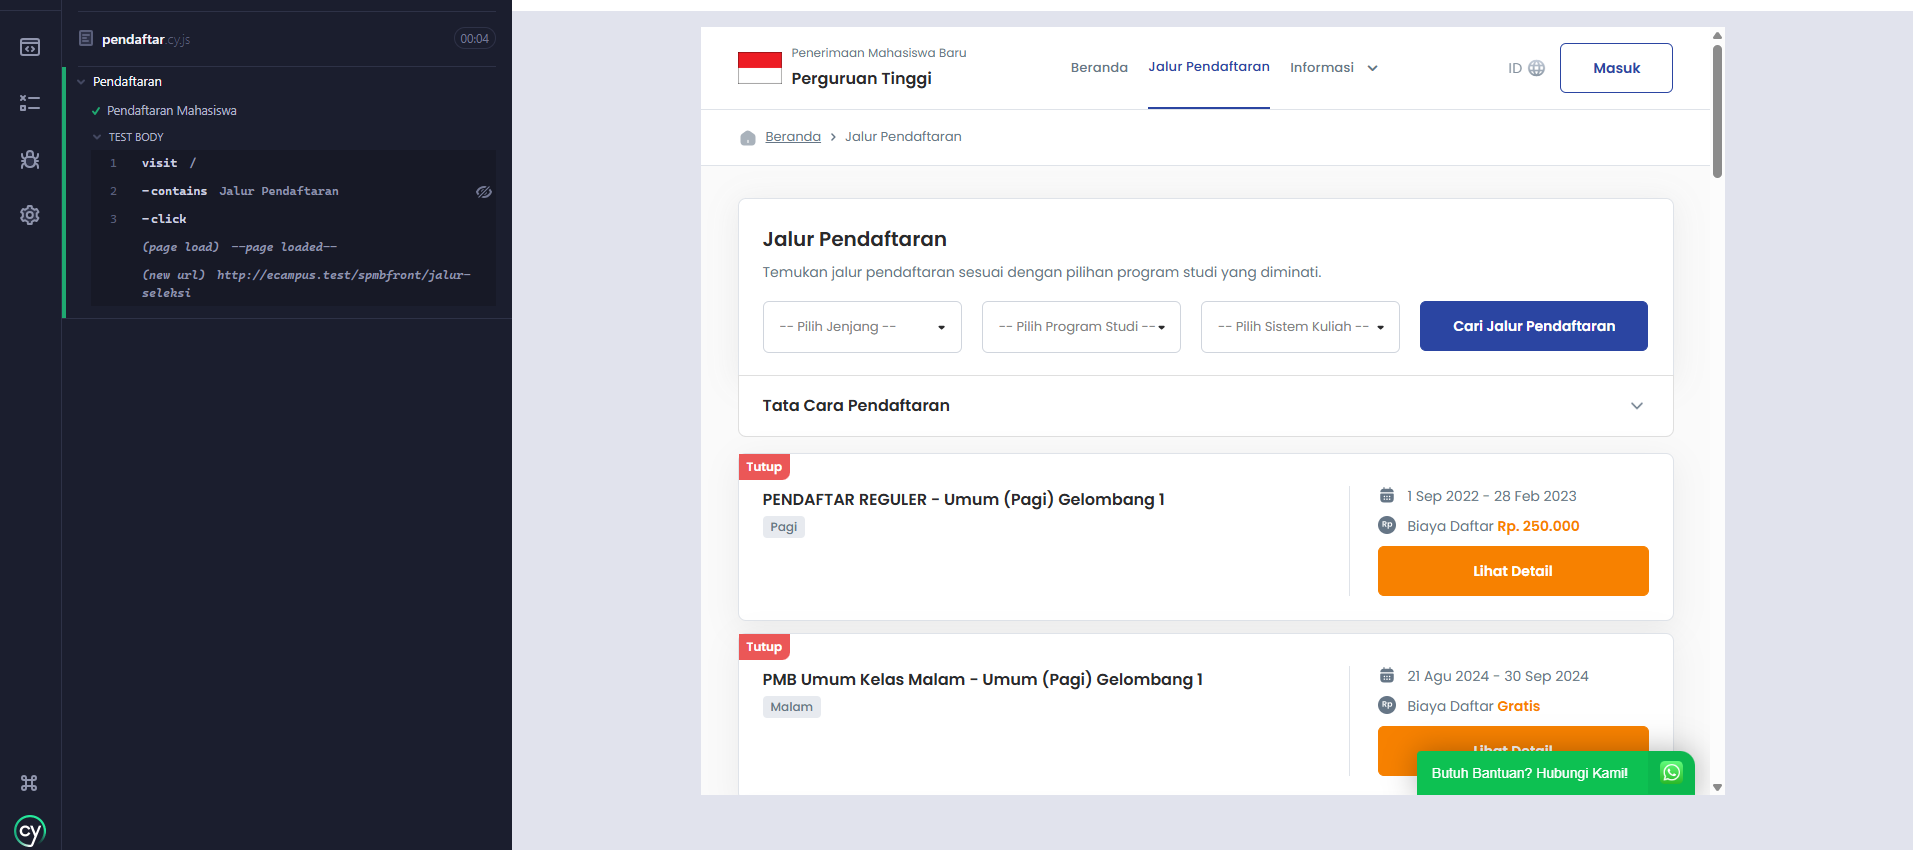 pendaftar.cy.js
00:04
Pendaftaran
Pendaftaran Mahasiswa
TEST BODY
1 visit /
2 -contains Jalur Pendaftaran
3 -click
(page load) --page loaded--
(new url) http://ecampus.test/spmbfront/jalur-
seleksi
cy
Penerimaan Mahasiswa Baru
Perguruan Tinggi
Beranda
Jalur Pendaftaran
Informasi
ID
Masuk
Beranda > Jalur Pendaftaran
Jalur Pendaftaran
Temukan jalur pendaftaran sesuai dengan pilihan program studi yang diminati.
-- Pilih Jenjang --
-- Pilih Program Studi --
-- Pilih Sistem Kuliah --
Cari Jalur Pendaftaran
Tata Cara Pendaftaran
Tutup
PENDAFTAR REGULER - Umum (Pagi) Gelombang 1
Pagi
1 Sep 2022 - 28 Feb 2023
Rp Biaya Daftar Rp. 250.000
Lihat Detail
Tutup
PMB Umum Kelas Malam - Umum (Pagi) Gelombang 1
Malam
21 Agu 2024 - 30 Sep 2024
Rp Biaya Daftar Gratis
Lihat Detail
Butuh Bantuan? Hubungi Kami!